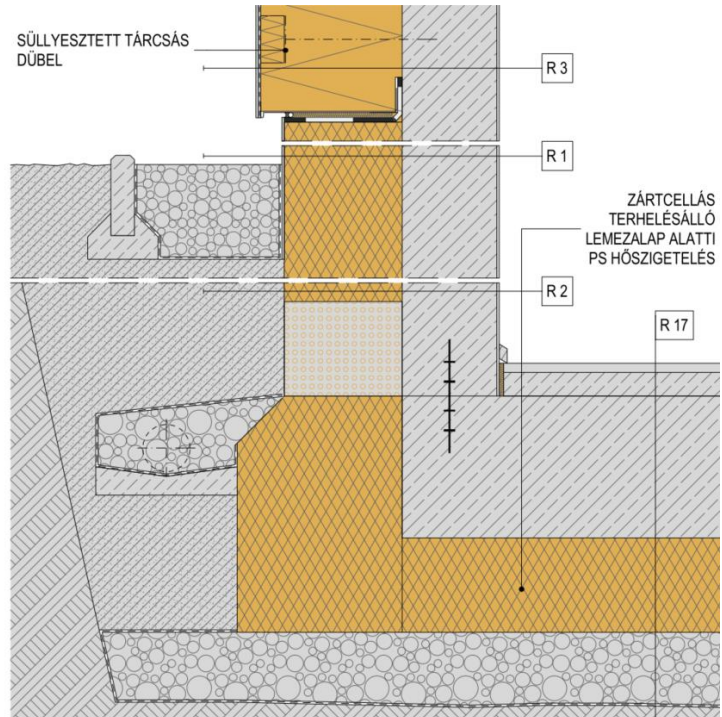 SÜLLYESZTETT TÁRCSÁS
DÜBEL
R 3
R 1
ZÁRTCELLÁS
TERHELÉSÁLLÓ
LEMEZALAP ALATTI
PS HŐSZIGETELÉS
R 2
R 17